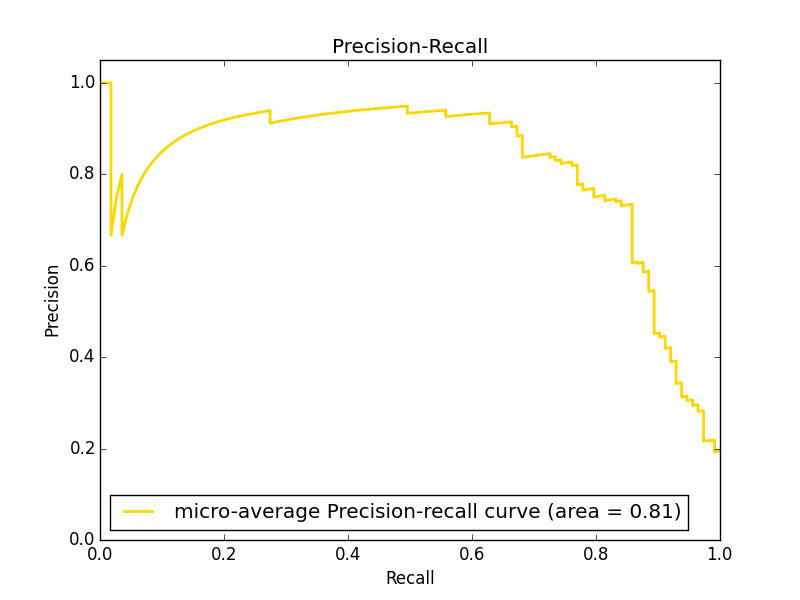 Precision-Recall
1.0
0.8
0.6
0.4
0.2
0.0
Precision
micro-average Precision-recall curve (area = 0.81)
0.0 0.2 0.4 0.6 0.8 1.0
Recall